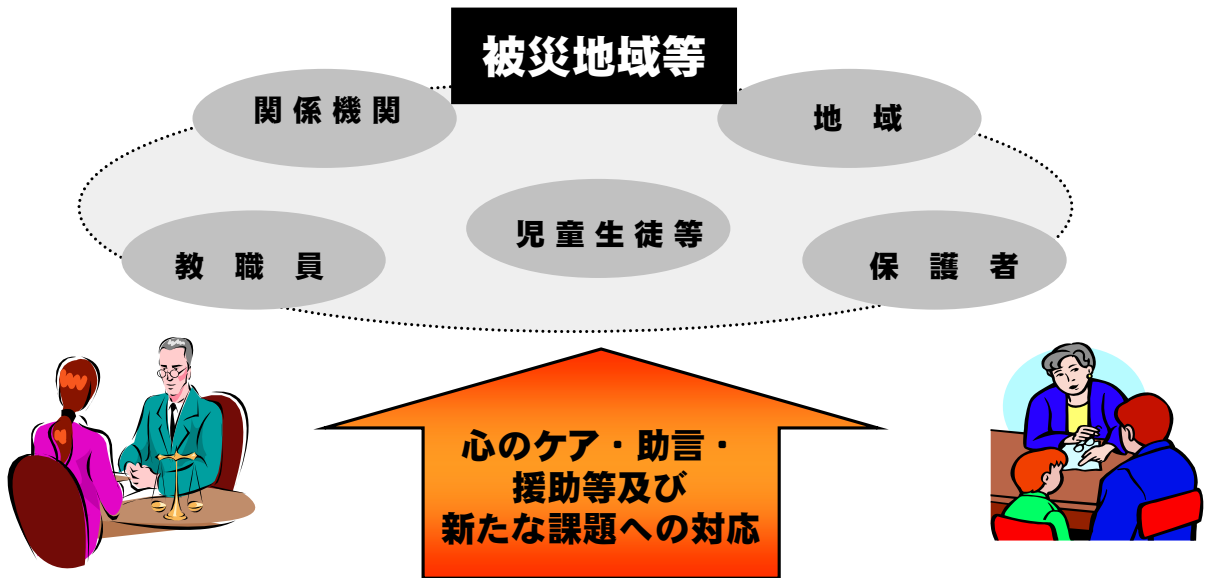 被災地域等
関係機関
地域
児童生徒等
教職員
保護者
心のケア・助言・
援助等及び
新たな課題への対応